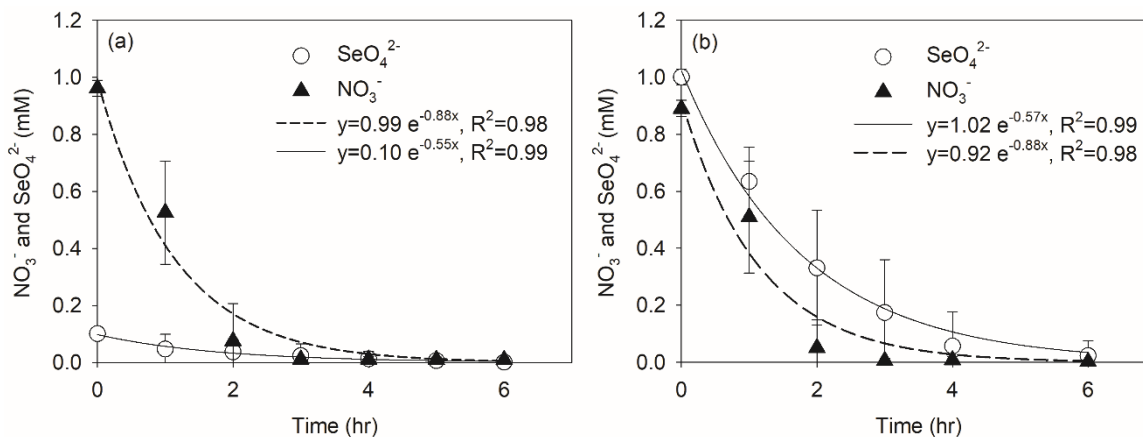 (a)
SeO₄²⁻
NO₃⁻
y=0.99 e⁻⁰·⁸⁸ˣ, R²=0.98
y=0.10 e⁻⁰·⁵⁵ˣ, R²=0.99
NO₃⁻ and SeO₄²⁻ (mM)
1.2
1.0
0.8
0.6
0.4
0.2
0.0
0 2 4 6
Time (hr)
(b)
SeO₄²⁻
NO₃⁻
y=1.02 e⁻⁰·⁵⁷ˣ, R²=0.99
y=0.92 e⁻⁰·⁸⁸ˣ, R²=0.98
NO₃⁻ and SeO₄²⁻ (mM)
1.2
1.0
0.8
0.6
0.4
0.2
0.0
0 2 4 6
Time (hr)